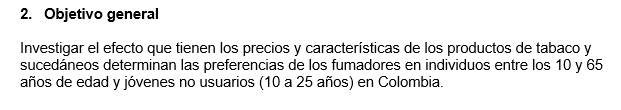 2. Objetivo general
Investigar el efecto que tienen los precios y características de los productos de tabaco y
sucedáneos determinan las preferencias de los fumadores en individuos entre los 10 y 65
años de edad y jóvenes no usuarios (10 a 25 años) en Colombia.